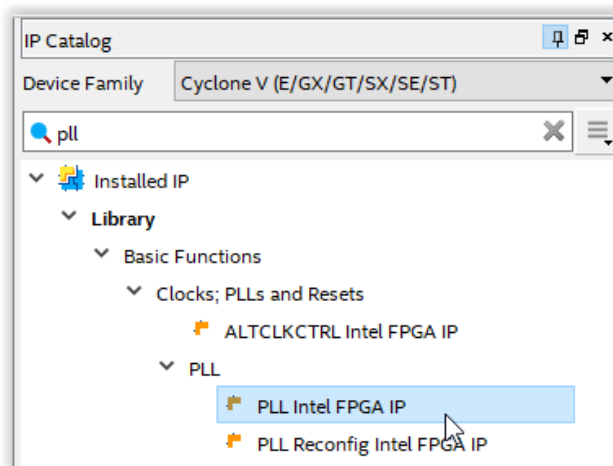 IP Catalog
Device Family Cyclone V (E/GX/GT/SX/SE/ST)
pll
Installed IP
Library
Basic Functions
Clocks; PLLs and Resets
ALTCLKCTRL Intel FPGA IP
PLL
PLL Intel FPGA IP
PLL Reconfig Intel FPGA IP